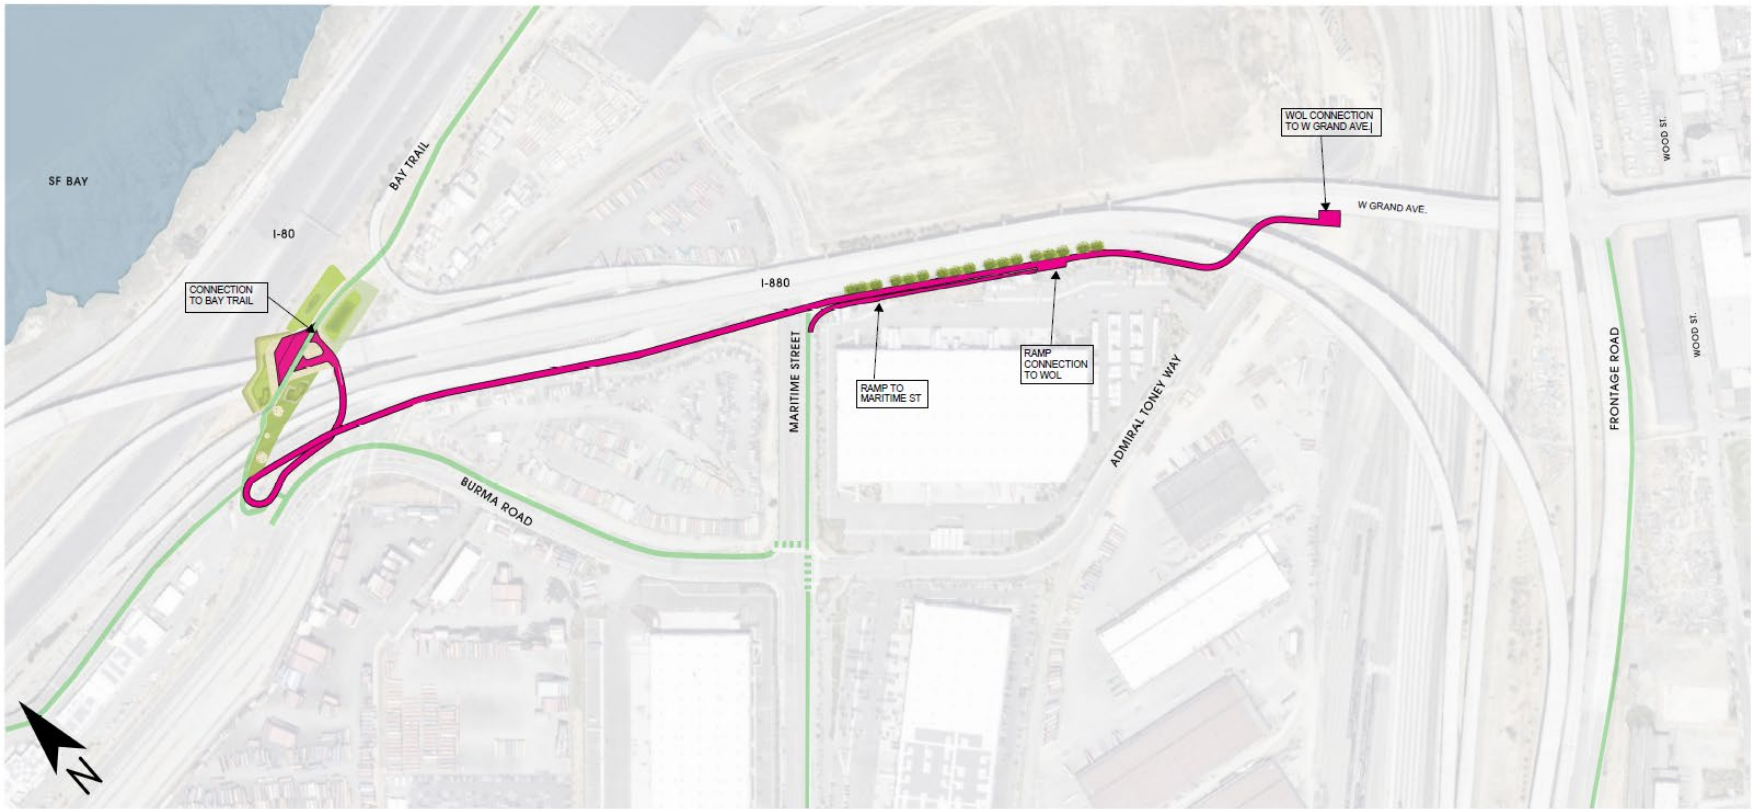 WOL CONNECTION
TO W GRAND AVE.
WOOD ST.
BAY TRAIL
SF BAY
W GRAND AVE.
I-80
I-880
CONNECTION
TO BAY TRAIL
MARITIME STREET
RAMP
CONNECTION
TO WOL
RAMP TO
MARITIME ST
ADMIRAL TONEY WAY
FRONTAGE ROAD
WOOD ST.
BURMA ROAD
N